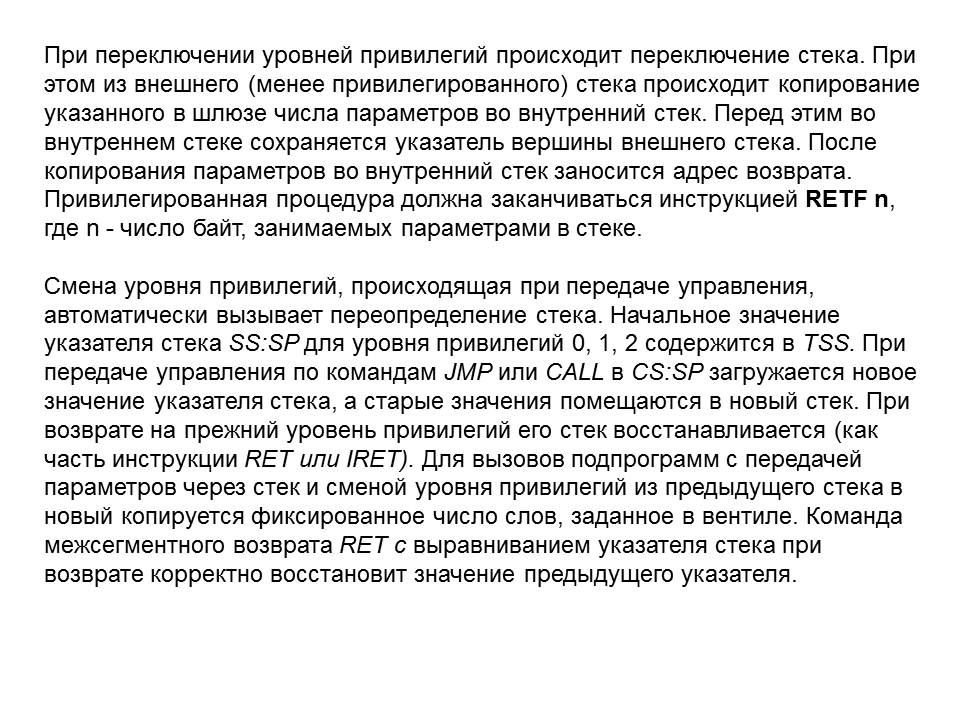 При переключении уровней привилегий происходит переключение стека. При
этом из внешнего (менее привилегированного) стека происходит копирование
указанного в шлюзе числа параметров во внутренний стек. Перед этим во
внутреннем стеке сохраняется указатель вершины внешнего стека. После
копирования параметров во внутренний стек заносится адрес возврата.
Привилегированная процедура должна заканчиваться инструкцией RETF n,
где n - число байт, занимаемых параметрами в стеке.
Смена уровня привилегий, происходящая при передаче управления,
автоматически вызывает переопределение стека. Начальное значение
указателя стека SS:SP для уровня привилегий 0, 1, 2 содержится в TSS. При
передаче управления по командам JMP или CALL в CS:SP загружается новое
значение указателя стека, а старые значения помещаются в новый стек. При
возврате на прежний уровень привилегий его стек восстанавливается (как
часть инструкции RET или IRET). Для вызовов подпрограмм с передачей
параметров через стек и сменой уровня привилегий из предыдущего стека в
новый копируется фиксированное число слов, заданное в вентиле. Команда
межсегментного возврата RET с выравниванием указателя стека при
возврате корректно восстановит значение предыдущего указателя.